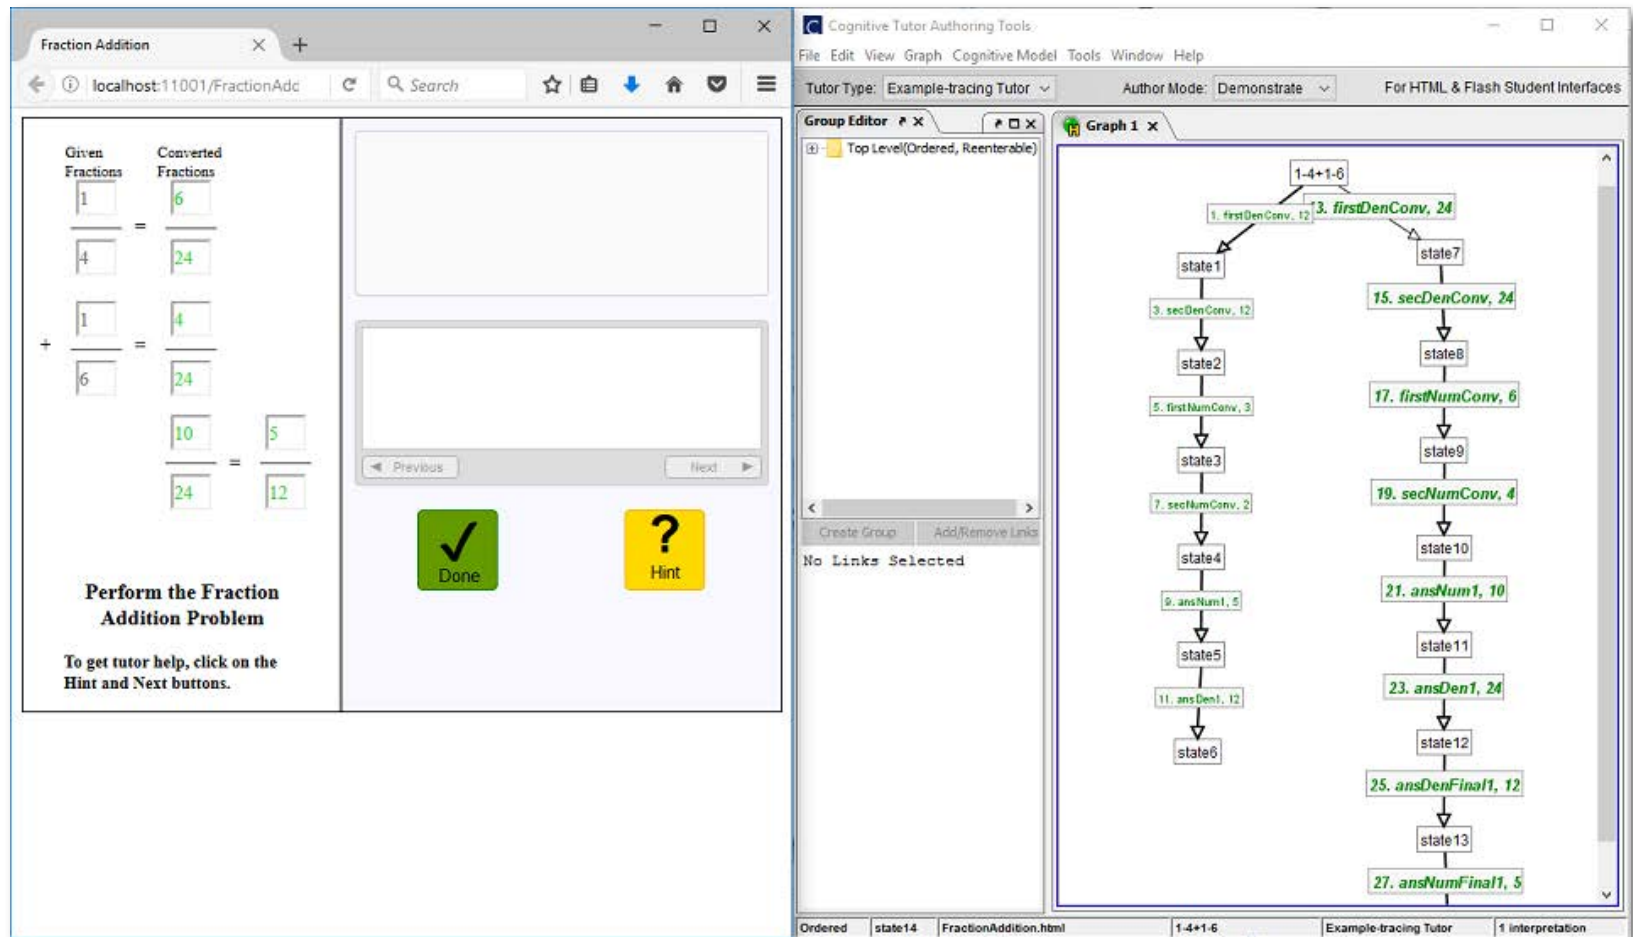 Fraction Addition
localhost:11001/FractionAdd
Search
Given Fractions
Converted Fractions
1
6
=
4
24
1
4
+
=
6
24
10
5
=
24
12
Perform the Fraction
Addition Problem
To get tutor help, click on the
Hint and Next buttons.
Previous
Next
Done
?
Hint
C Cognitive Tutor Authoring Tools
File Edit View Graph Cognitive Model Tools Window Help
Tutor Type: Example-tracing Tutor
Author Mode: Demonstrate
For HTML & Flash Student Interfaces
Group Editor
Top Level(Ordered, Reenterable)
Create Group
Add/Remove Links
No Links Selected
Graph 1
1-4+1-6
1. firstDenConv, 12
3. firstDenConv, 24
state1
state7
3. secDenConv, 12
15. secDenConv, 24
state2
state8
5. firstNumConv, 3
17. firstNumConv, 6
state3
state9
7. secNumConv, 2
19. secNumConv, 4
state4
state10
9. ansNum1, 5
21. ansNum1, 10
state5
state11
11. ansDen1, 12
23. ansDen1, 24
state6
state12
25. ansDenFinal1, 12
state13
27. ansNumFinal1, 5
Ordered
state14
FractionAddition.html
1-4+1-6
Example-tracing Tutor
1 interpretation